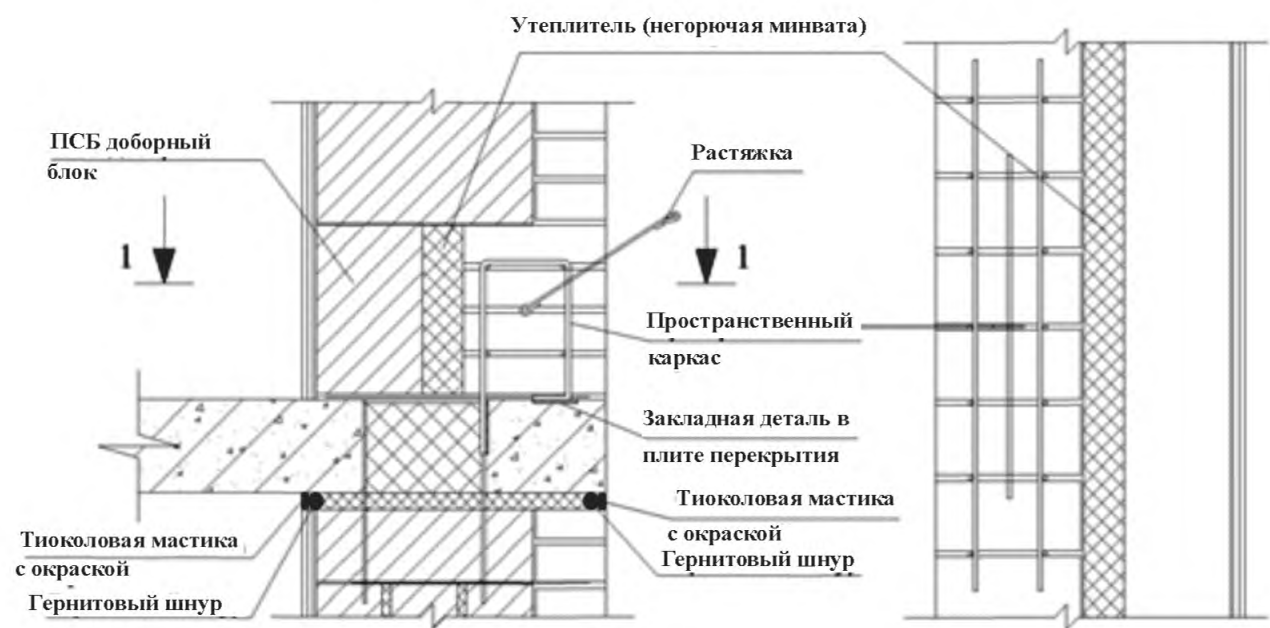 Утеплитель (негорючая минвата)
ПСБ доборный
блок
Растяжка
1
1
Пространственный
каркас
Закладная деталь в
плите перекрытия
Тиоколовая мастика
с окраской
Гернитовый шнур
Тиоколовая мастика
с окраской
Гернитовый шнур